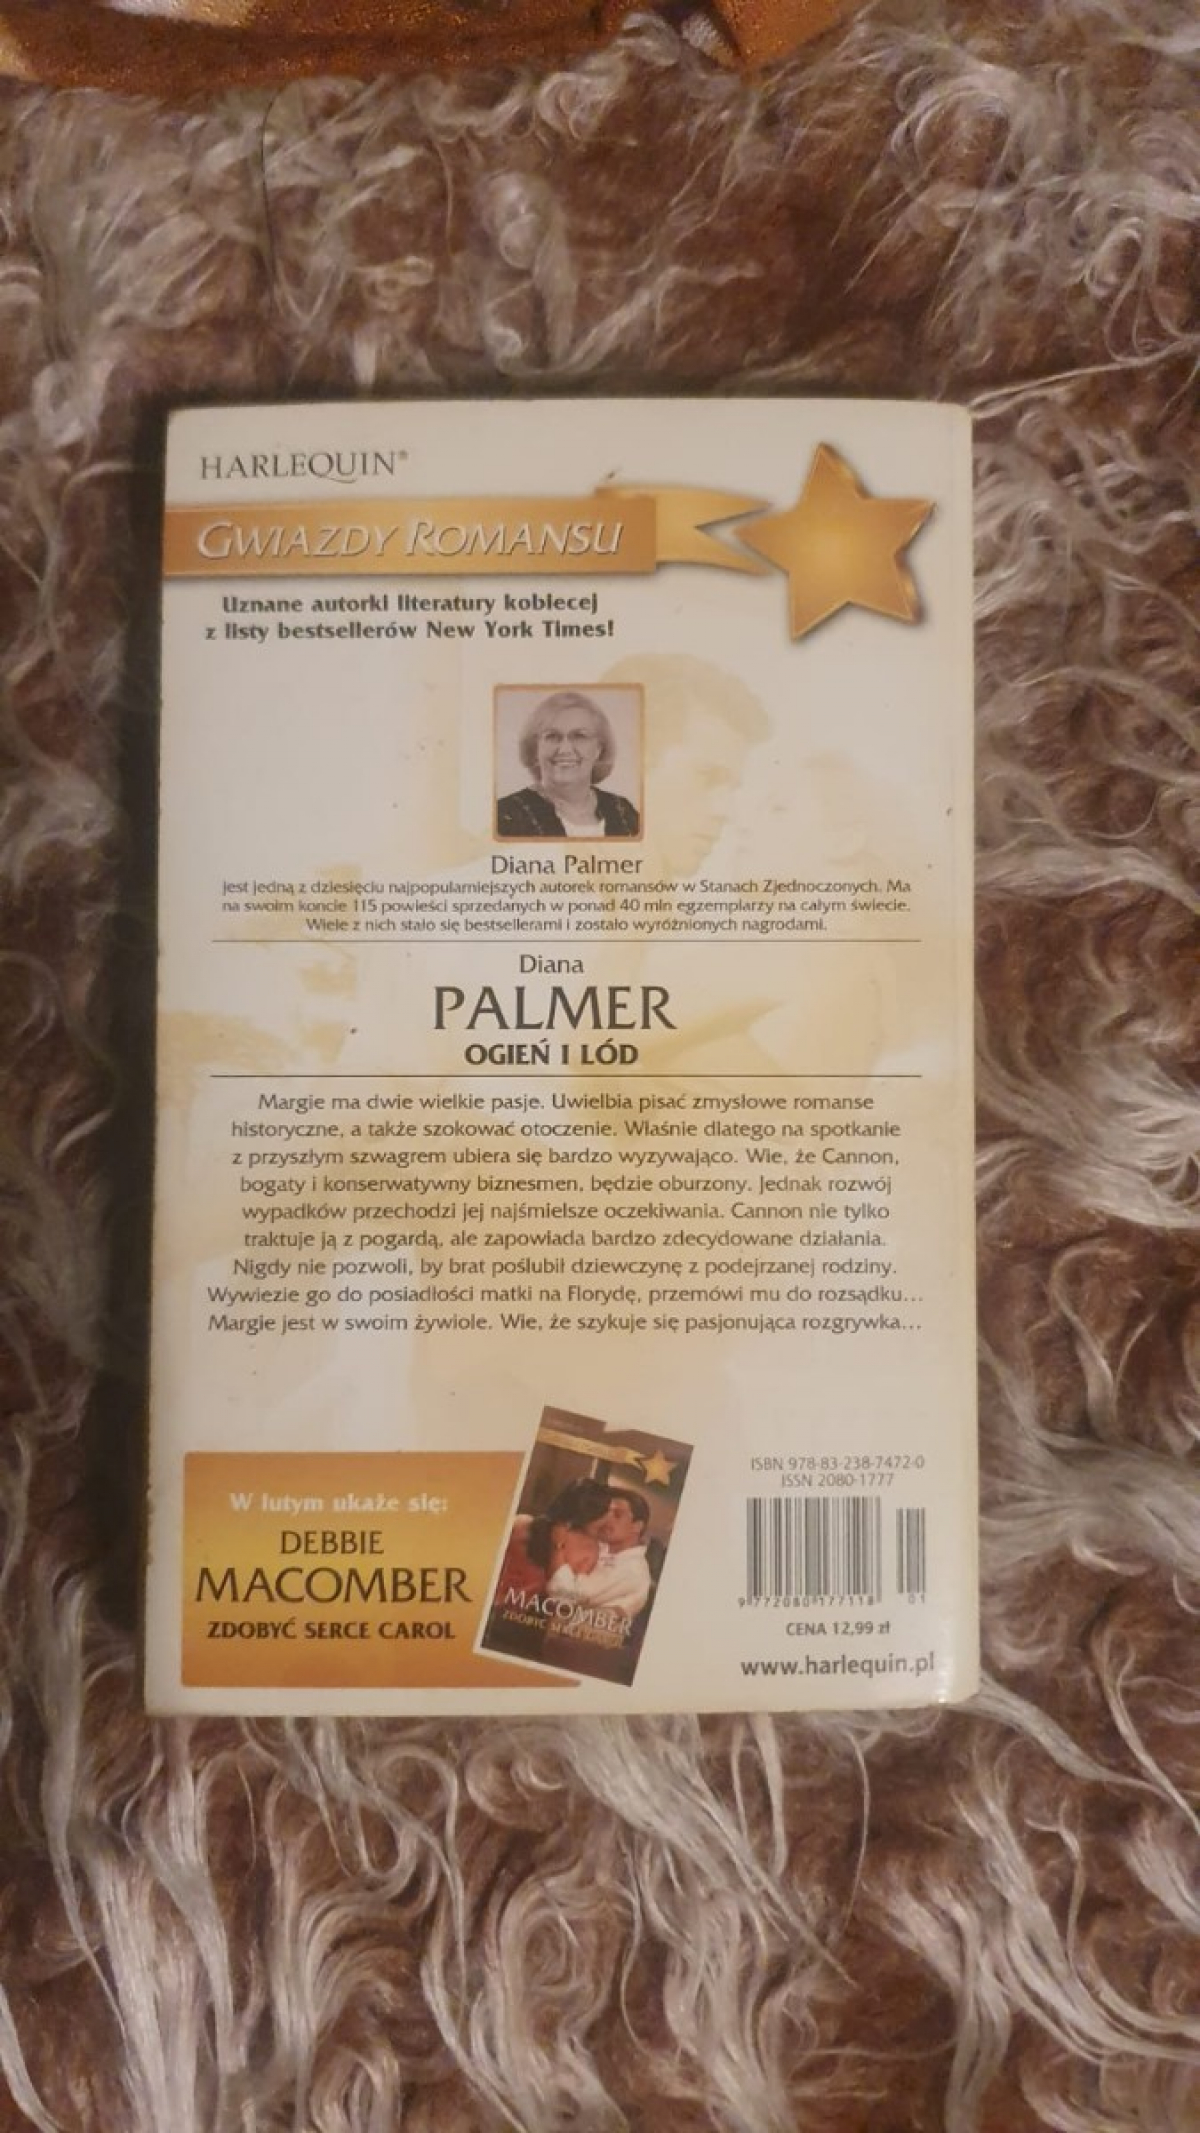 HARLEQUIN®
GWIAZDY ROMANSU
Uznane autorki literatury kobiecej
z listy bestsellerów New York Times!
Diana Palmer
jest jedną z dziesięciu najpopularniejszych autorek romansów w Stanach Zjednoczonych. Ma
na swoim koncie 115 powieści sprzedanych w ponad 40 mln egzemplarzy na całym świecie.
Wiele z nich stało się bestsellerami i zostało wyróżnionych nagrodami.
Diana
PALMER
OGIEŃ I LÓD
Margie ma dwie wielkie pasje. Uwielbia pisać zmysłowe romanse
historyczne, a także szokować otoczenie. Właśnie dlatego na spotkanie
z przyszłym szwagrem ubiera się bardzo wyzywająco. Wie, że Cannon,
bogaty i konserwatywny biznesmen, będzie oburzony. Jednak rozwój
wypadków przechodzi jej najśmielsze oczekiwania. Cannon nie tylko
traktuje ją z pogardą, ale zapowiada bardzo zdecydowane działania.
Nigdy nie pozwoli, by brat poślubił dziewczynę z podejrzanej rodziny.
Wywiezie go do posiadłości matki na Florydę, przemówi mu do rozsądku...
Margie jest w swoim żywiole. Wie, że szykuje się pasjonująca rozgrywka...
W lutym ukaże się:
DEBBIE
MACOMBER
ZDOBYĆ SERCE CAROL
MACOMBER
ZDOBYĆ SERCE CAROL
ISBN 978-83-238-7472-0
ISSN 2080-1777
9 772080 177118
01
CENA 12,99 zł
www.harlequin.pl